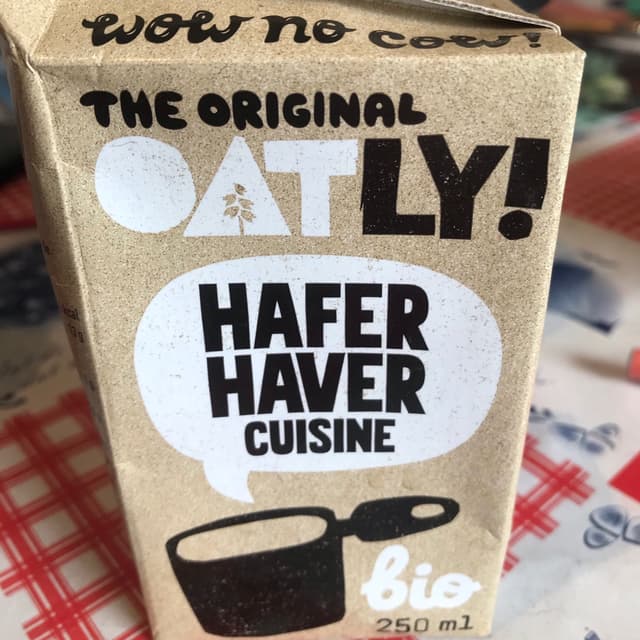 wow no cow!
THE ORIGINAL
OATLY!
HAFER
HAVER
CUISINE
bio
250 ml